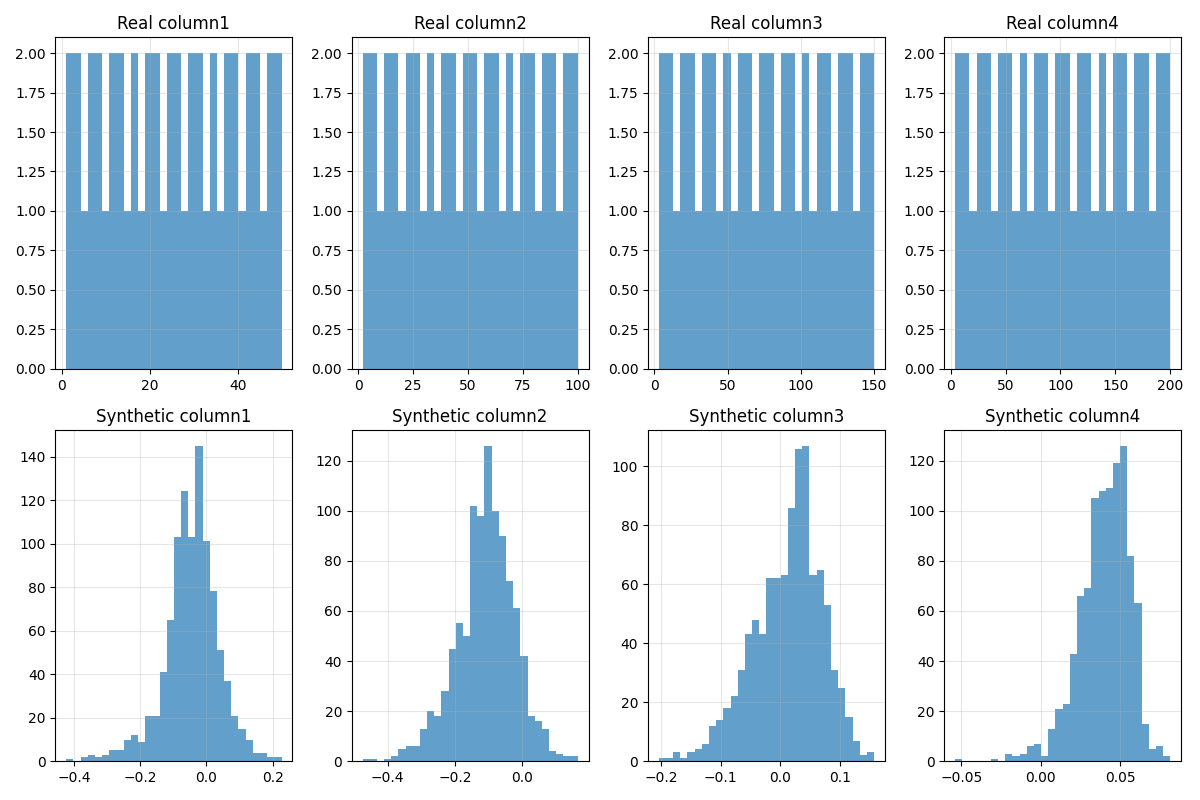 Real column1 Real column2 Real column3 Real column4
2.00 2.00 2.00 2.00
1.75 1.75 1.75 1.75
1.50 1.50 1.50 1.50
1.25 1.25 1.25 1.25
1.00 1.00 1.00 1.00
0.75 0.75 0.75 0.75
0.50 0.50 0.50 0.50
0.25 0.25 0.25 0.25
0.00 0.00 0.00 0.00
0 20 40 0 25 50 75 100 0 50 100 150 0 50 100 150 200
Synthetic column1 Synthetic column2 Synthetic column3 Synthetic column4
140 120 100 120
120 100 80 100
100 80 60 80
80 60 40 60
60 40 20 40
40 20 0 20
20 0 0
0
−0.4 −0.2 0.0 0.2 −0.4 −0.2 0.0 −0.2 −0.1 0.0 0.1 −0.05 0.00 0.05